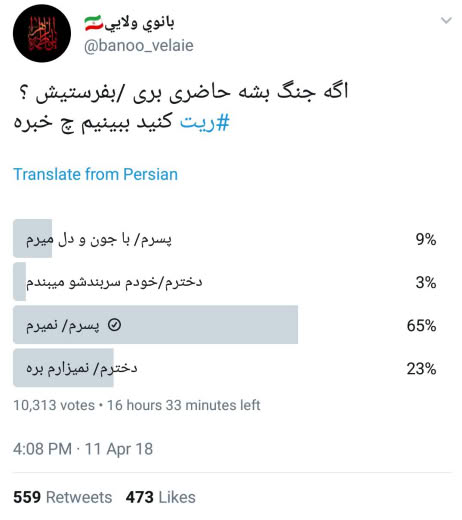 بانوي ولايي🇮🇷
@banoo_velaie
اگه جنگ بشه حاضری بری /بفرستیش ؟
#ریت کنید ببینیم چ خبره
Translate from Persian
پسرم/ با جون و دل میرم 9%
دخترم/خودم سربندشو میبندم 3%
پسرم/ نمیرم 65%
دخترم/ نمیزارم بره 23%
10,313 votes • 16 hours 33 minutes left
4:08 PM · 11 Apr 18
559 Retweets 473 Likes